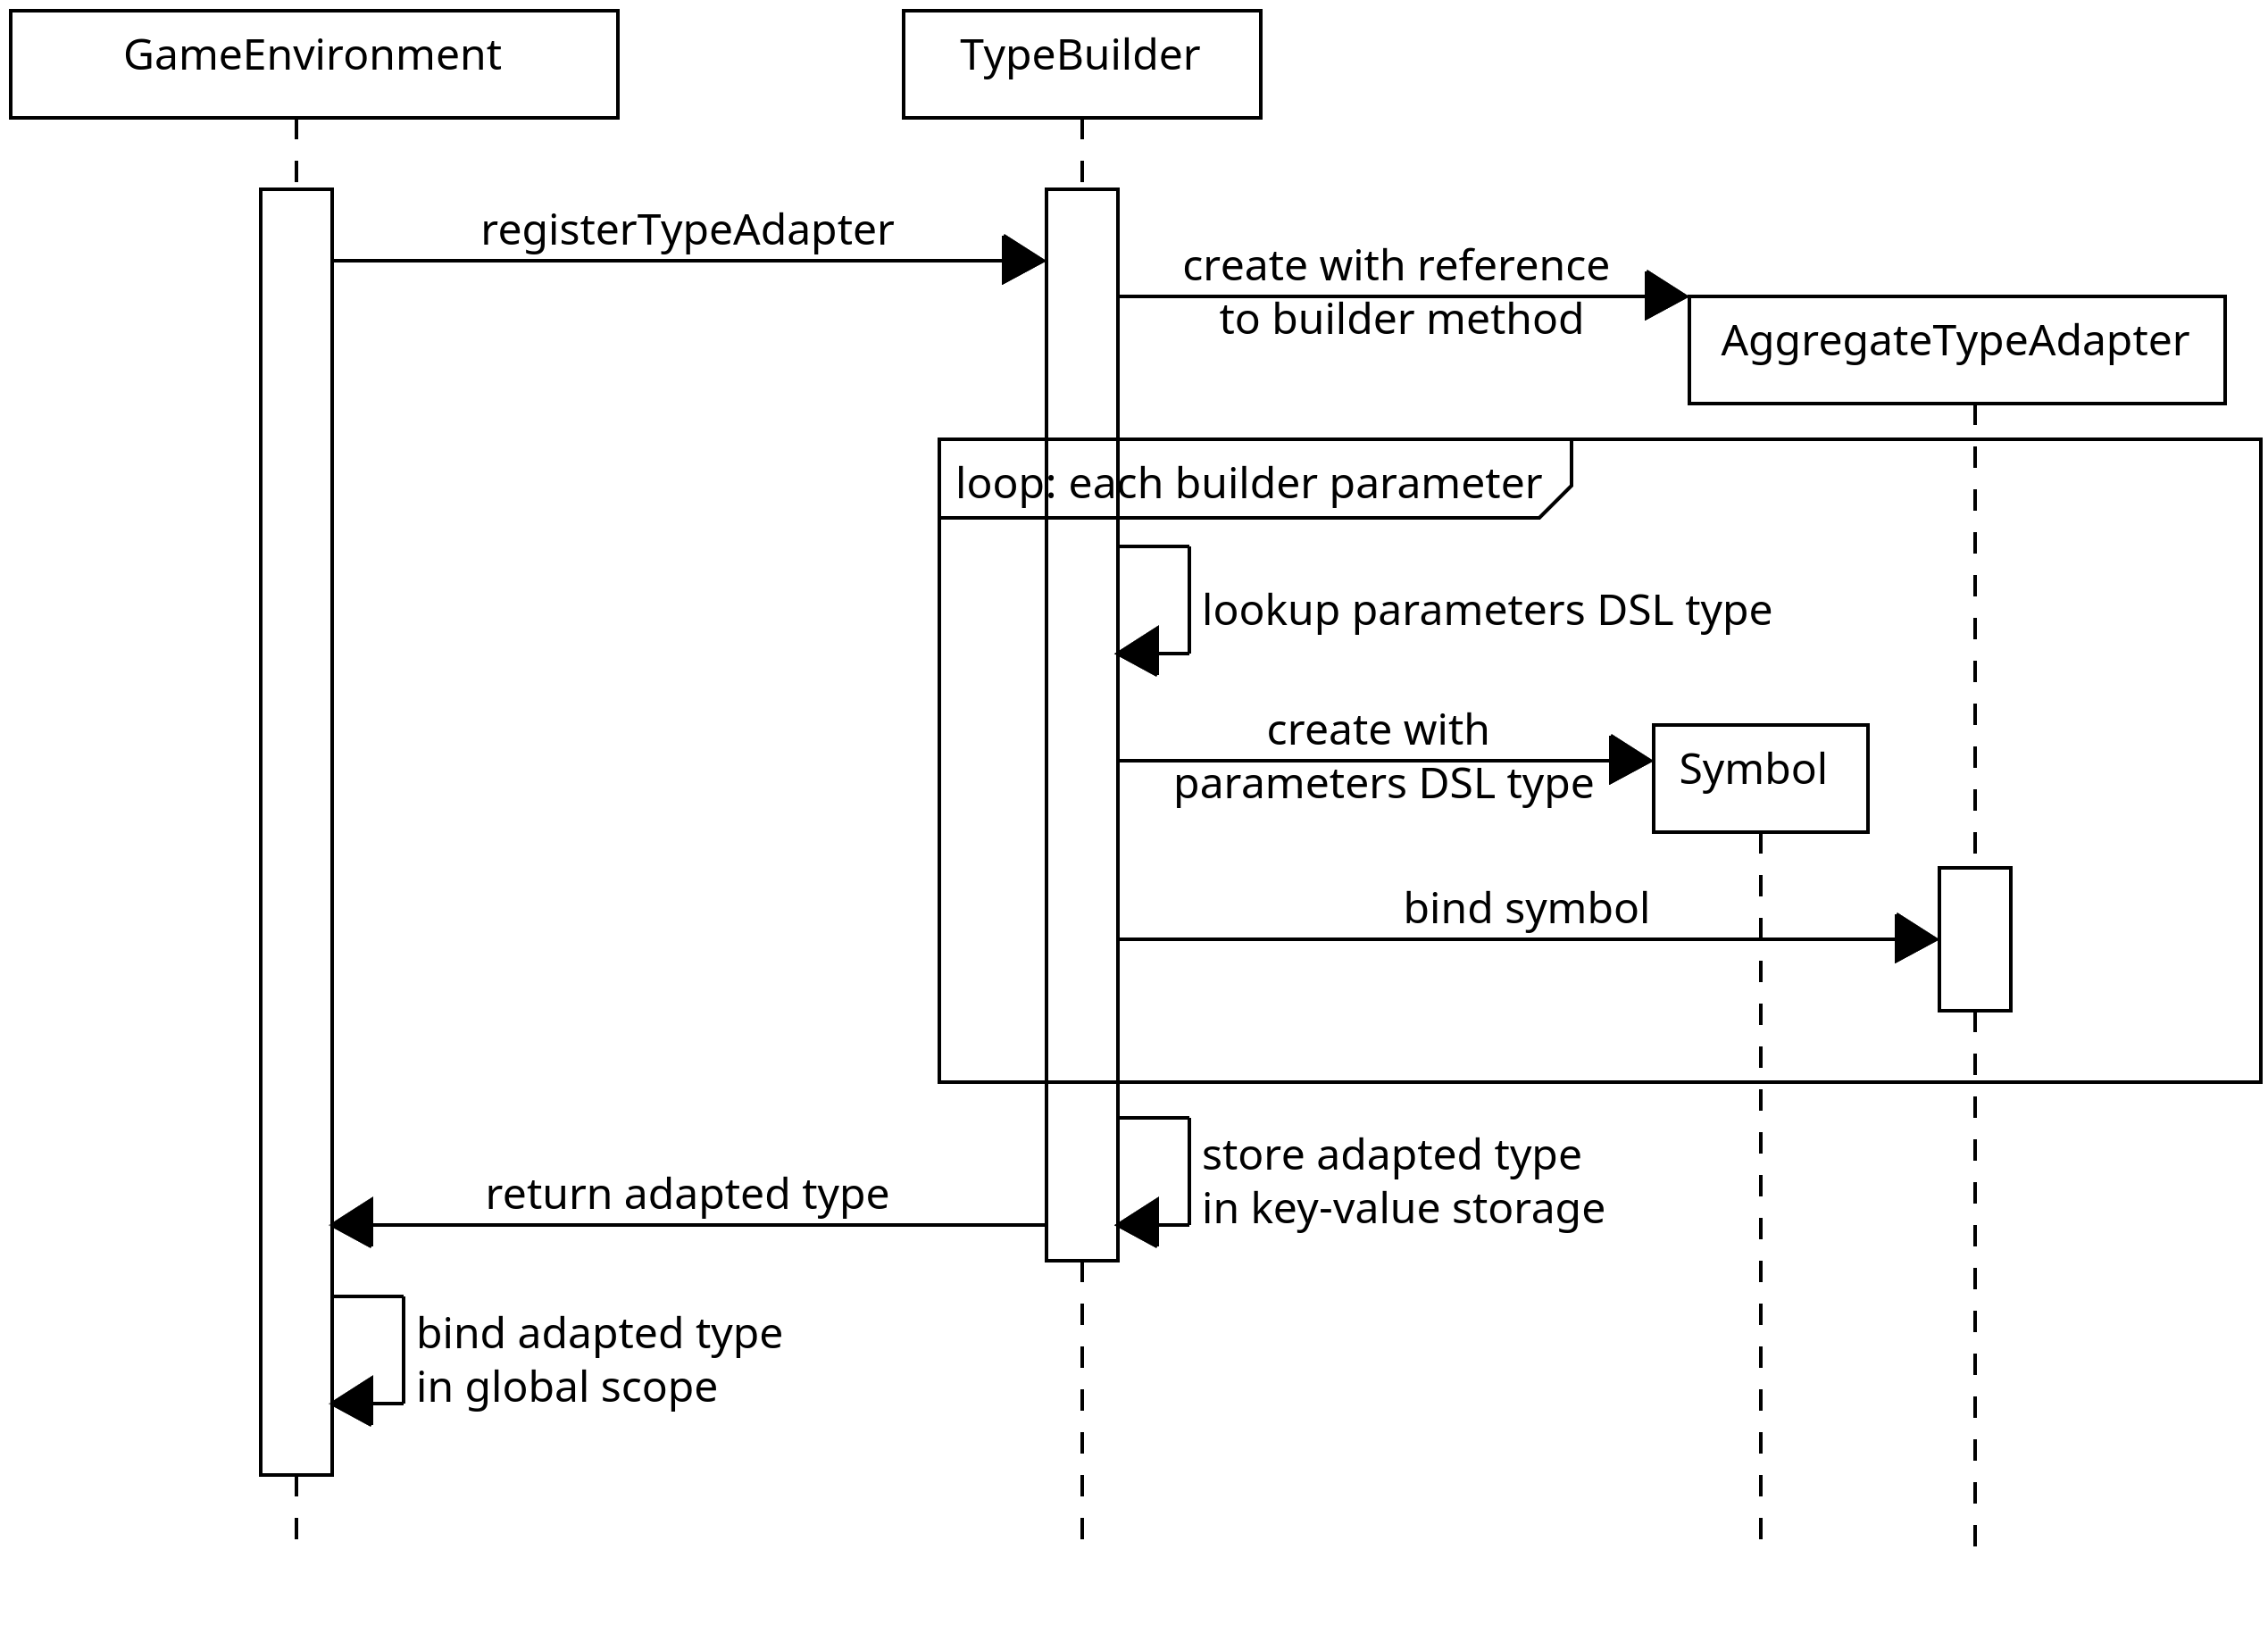 GameEnvironment
TypeBuilder
registerTypeAdapter
create with reference
to builder method
AggregateTypeAdapter
loop: each builder parameter
lookup parameters DSL type
create with
parameters DSL type
Symbol
bind symbol
store adapted type
in key-value storage
return adapted type
bind adapted type
in global scope